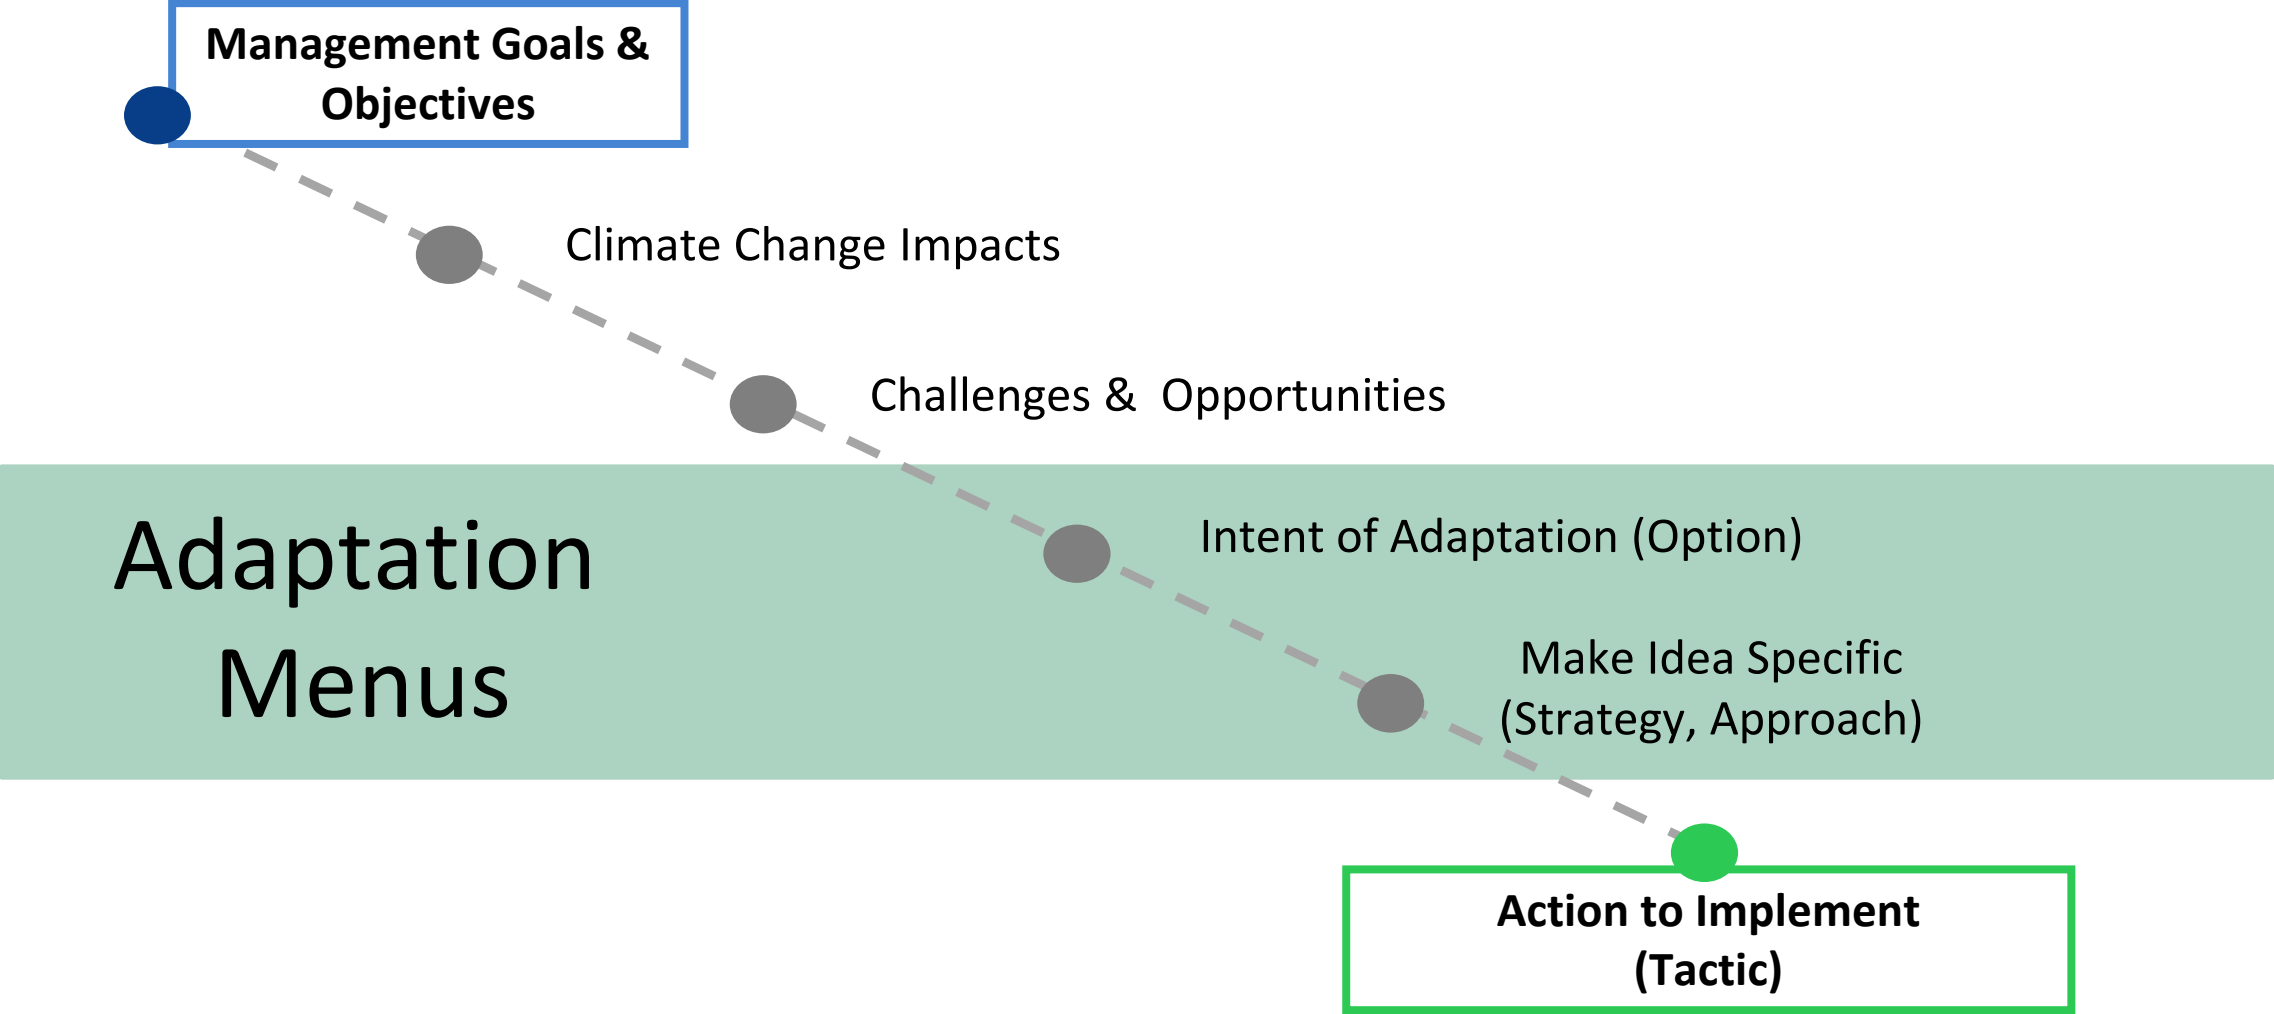 Management Goals &
Objectives
Climate Change Impacts
Challenges &  Opportunities
Adaptation
Menus
Intent of Adaptation (Option)
Make Idea Specific
(Strategy, Approach)
Action to Implement
(Tactic)